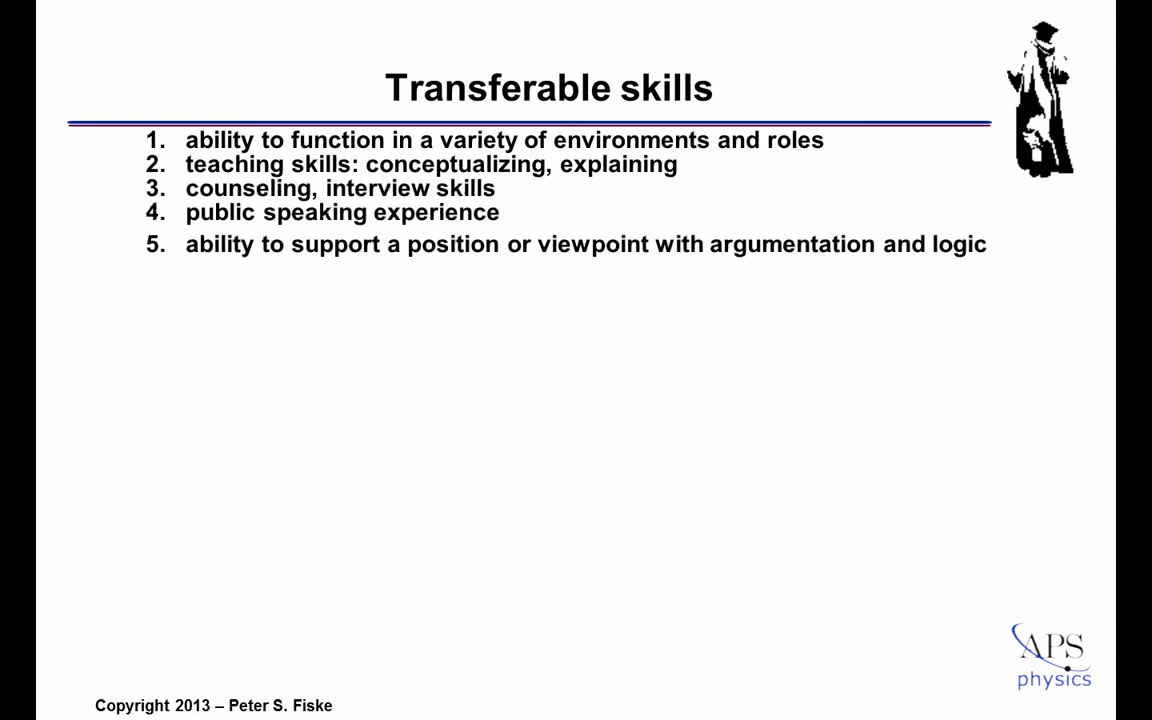 Transferable skills
1. ability to function in a variety of environments and roles
2. teaching skills: conceptualizing, explaining
3. counseling, interview skills
4. public speaking experience
5. ability to support a position or viewpoint with argumentation and logic
APS
physics
Copyright 2013 – Peter S. Fiske